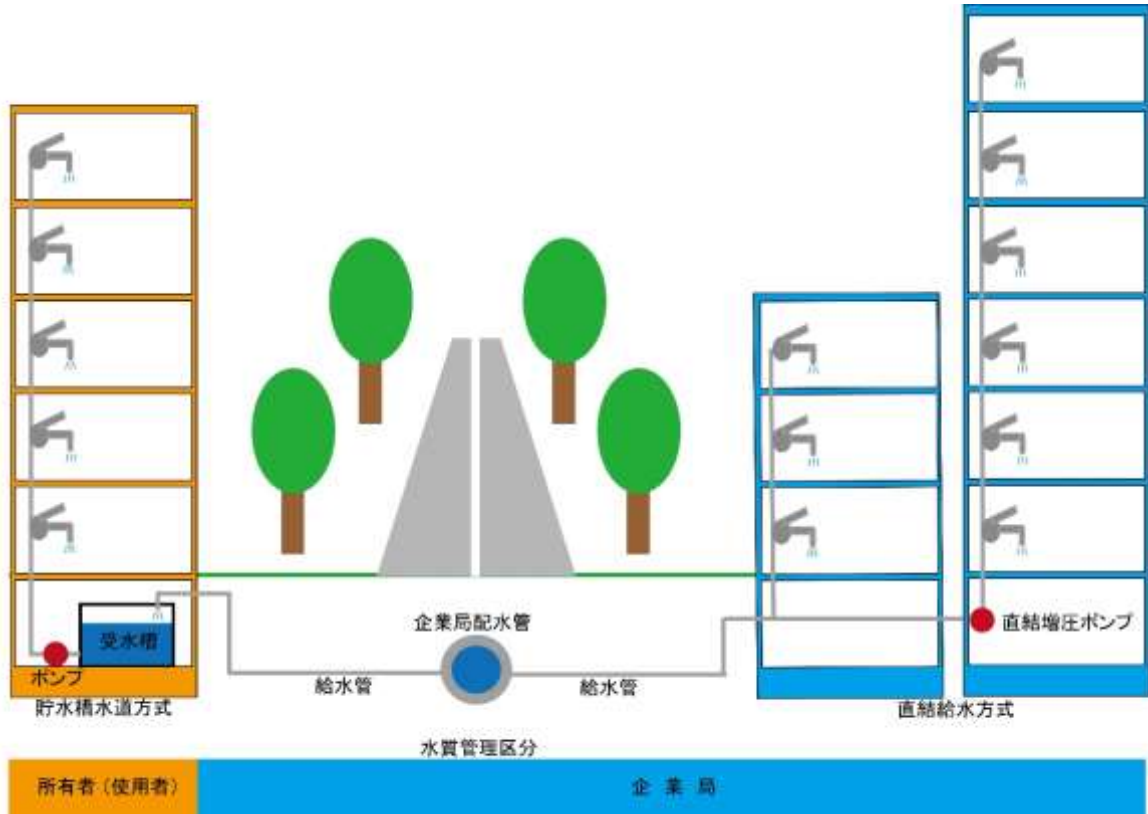 企業局配水管
直結増圧ポンプ
受水槽
ポンプ
給水管
給水管
貯水槽水道方式
直結給水方式
水質管理区分
所有者（使用者）
企業局